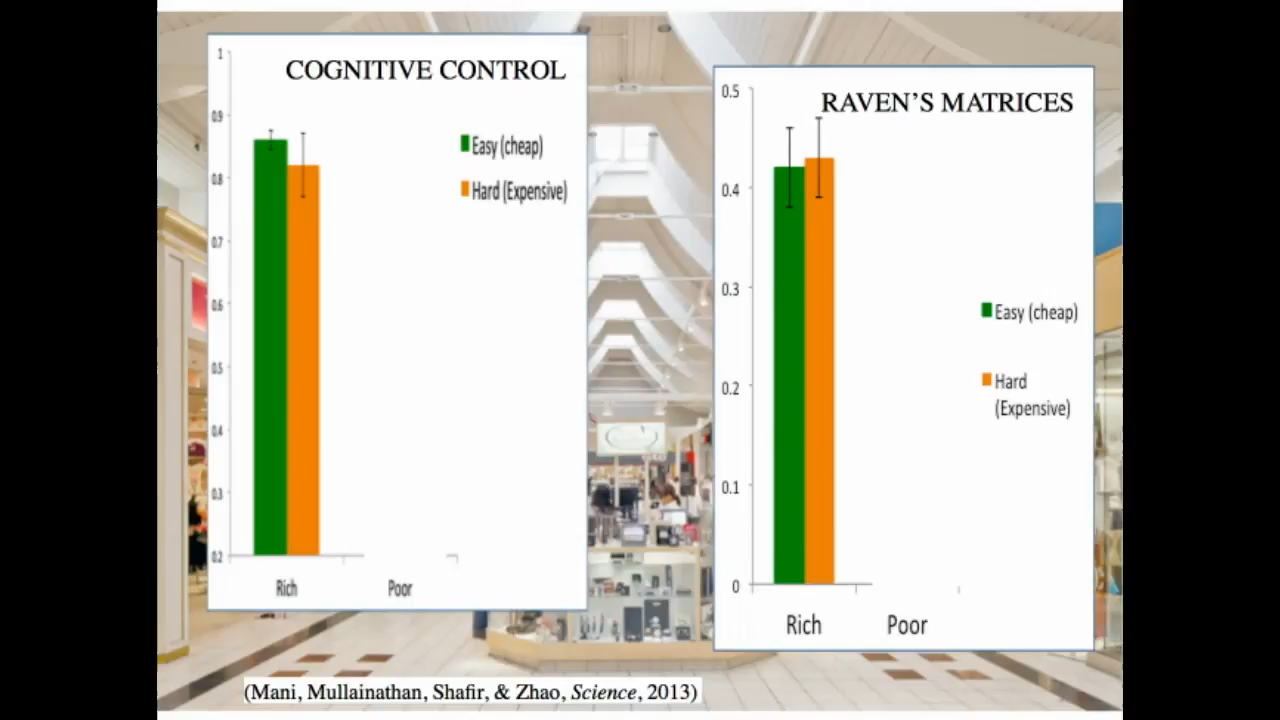 COGNITIVE CONTROL
1
0.9
0.8
0.7
0.6
0.5
0.4
0.3
0.2
Easy (cheap)
Hard (Expensive)
Rich Poor
RAVEN'S MATRICES
0.5
0.4
0.3
0.2
0.1
0
Easy (cheap)
Hard
(Expensive)
Rich Poor
(Mani, Mullainathan, Shafir, & Zhao, Science, 2013)